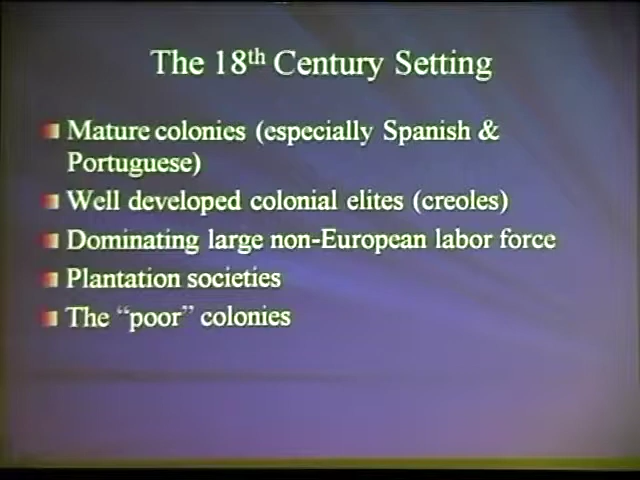 The 18th Century Setting
Mature colonies (especially Spanish &
Portuguese)
Well developed colonial elites (creoles)
Dominating large non-European labor force
Plantation societies
The “poor” colonies